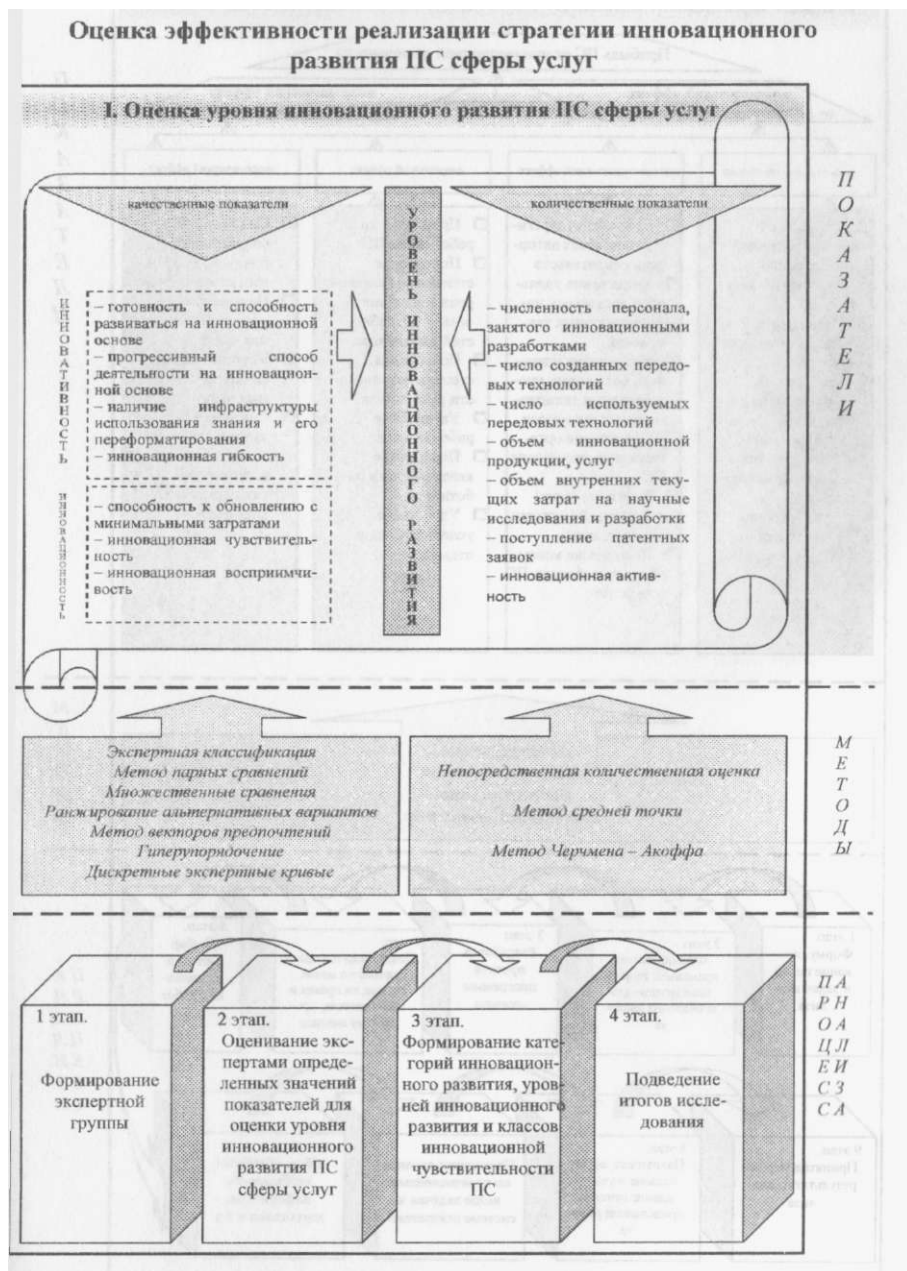 Оценка эффективности реализации стратегии инновационного
развития ПС сферы услуг
I. Оценка уровня инновационного развития ПС сферы услуг
качественные показатели
количественные показатели
УРОВЕНЬ ИННОВАЦИОННОГО РАЗВИТИЯ
ПОКАЗАТЕЛИ
ИННОВАТИВНОСТЬ
– готовность и способность
развиваться на инновационной
основе
– прогрессивный способ
деятельности на инновацион-
ной основе
– наличие инфраструктуры
использования знания и его
переформатирования
– инновационная гибкость
ИННОВАЦИОННОСТЬ
– способность к обновлению с
минимальными затратами
– инновационная чувствитель-
ность
– инновационная восприимчи-
вость
– численность персонала,
занятого инновационными
разработками
– число созданных передо-
вых технологий
– число используемых
передовых технологий
– объем инновационной
продукции, услуг
– объем внутренних теку-
щих затрат на научные
исследования и разработки
– поступление патентных
заявок
– инновационная актив-
ность
Экспертная классификация
Метод парных сравнений
Множественные сравнения
Ранжирование альтернативных вариантов
Метод векторов предпочтений
Гиперупорядочение
Дискретные экспертные кривые
Непосредственная количественная оценка
Метод средней точки
Метод Черчмена – Акоффа
МЕТОДЫ
1 этап.
Формирование
экспертной
группы
2 этап.
Оценивание экс-
пертами опреде-
ленных значений
показателей для
оценки уровня
инновационного
развития ПС
сферы услуг
3 этап.
Формирование кате-
горий инновацион-
ного развития, уров-
ней инновационного
развития и классов
инновационной
чувствительности
ПС
4 этап.
Подведение
итогов иссле-
дования
ПРОЦЕСС
АНАЛИЗА